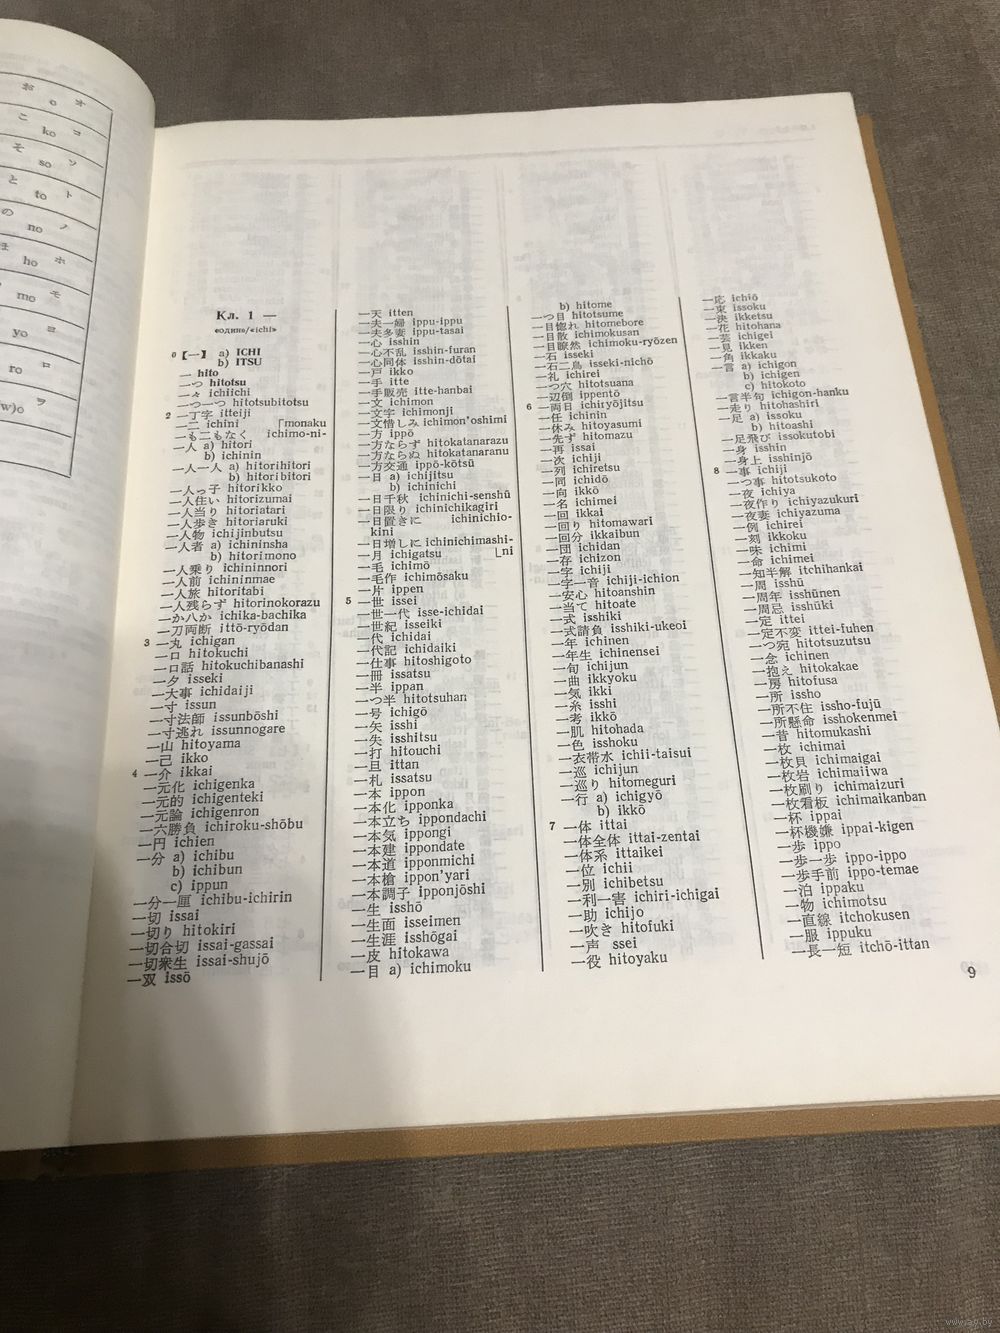 お オ
o
こ コ
ko
そ ソ
so
と ト
to
の ノ
no
ほ ホ
ho
も モ
mo
ヨ
yo
ロ
ro
ヲ
(w)o
Кл. 1 一
«один»/«ichi»
0【一】 a) ICHI
b) ITSU
一 hito
一つ hitotsu
一々 ichiichi
一つ一つ hitotsubitotsu
2 一丁字 itteiji
一二 ichini 「monaku
一も二もなく ichimo-ni-
一人 a) hitori
b) ichinin
一人一人 a) hitorihitori
b) hitoribitori
一人っ子 hitorikko
一人住い hitorizumai
一人当り hitoriatari
一人歩き hitoriaruki
一人物 ichijinbutsu
一人者 a) ichininsha
b) hitorimono
一人乗り ichininnori
一人前 ichininmae
一人旅 hitoritabi
一人残らず hitorinokorazu
一か八か ichika-bachika
一刀両断 ittō-ryōdan
3 一丸 ichigan
一口 hitokuchi
一口話 hitokuchibanashi
一夕 isseki
一大事 ichidaiji
一寸 issun
一寸法師 issunbōshi
一寸逃れ issunnogare
一山 hitoyama
一己 ikko
4 一介 ikkai
一元化 ichigenka
一元的 ichigenteki
一元論 ichigenron
一六勝負 ichiroku-shōbu
一円 ichien
一分 a) ichibu
b) ichibun
c) ippun
一分一厘 ichibu-ichirin
一切 issai
一切り hitokiri
一切合切 issai-gassai
一切衆生 issai-shujō
一双 issō
一天 itten
一夫一婦 ippu-ippu
一夫多妻 ippu-tasai
一心 isshin
一心不乱 isshin-furan
一心同体 isshin-dōtai
一戸 ikko
一手 itte
一手販売 itte-hanbai
一文 ichimon
一文字 ichimonji
一文惜しみ ichimon'oshimi
一方 ippō
一方ならず hitokatanarazu
一方ならぬ hitokatanaranu
一方交通 ippō-kōtsū
一日 a) ichijitsu
b) ichinichi
一日千秋 ichinichi-senshū
一日限り ichinichikagiri
一日置きに ichinichio-
kini
一日増しに ichinichimashi-
一月 ichigatsu ⌊ni
一毛 ichimō
一毛作 ichimōsaku
一片 ippen
5 一世 issei
一世一代 isse-ichidai
一世紀 isseiki
一代 ichidai
一代記 ichidaiki
一仕事 hitoshigoto
一冊 issatsu
一半 ippan
一つ半 hitotsuhan
一号 ichigō
一矢 isshi
一失 isshitsu
一打 hitouchi
一旦 ittan
一札 issatsu
一本 ippon
一本化 ipponka
一本立ち ippondachi
一本気 ippongi
一本建 ippondate
一本道 ipponmichi
一本槍 ippon'yari
一本調子 ipponjōshi
一生 isshō
一生面 isseimen
一生涯 isshōgai
一皮 hitokawa
一目 a) ichimoku
b) hitome
一つ目 hitotsume
一目惚れ hitomebore
一目散 ichimokusan
一目瞭然 ichimoku-ryōzen
一石 isseki
一石二鳥 isseki-nichō
一礼 ichirei
一つ穴 hitotsuana
一辺倒 ippentō
6 一両日 ichiryōjitsu
一任 ichinin
一休み hitoyasumi
一先ず hitomazu
一再 issai
一次 ichiji
一列 ichiretsu
一同 ichidō
一向 ikkō
一名 ichimei
一回 ikkai
一回り hitomawari
一回分 ikkaibun
一団 ichidan
一存 ichizon
一字 ichiji
一字一音 ichiji-ichion
一安心 hitoanshin
一当て hitoate
一式 isshiki
一式請負 isshiki-ukeoi
一年 ichinen
一年生 ichinensei
一旬 ichijun
一曲 ikkyoku
一気 ikki
一糸 isshi
一考 ikkō
一肌 hitohada
一色 isshoku
一衣帯水 ichii-taisui
一巡 ichijun
一巡り hitomeguri
一行 a) ichigyō
b) ikkō
7 一体 ittai
一体全体 ittai-zentai
一体系 ittaikei
一位 ichii
一別 ichibetsu
一利一害 ichiri-ichigai
一助 ichijo
一吹き hitofuki
一声 ssei
一役 hitoyaku
一応 ichiō
一束 issoku
一決 ikketsu
一花 hitohana
一芸 ichigei
一見 ikken
一角 ikkaku
一言 a) ichigon
b) ichigen
c) hitokoto
一言半句 ichigon-hanku
一走り hitohashiri
一足 a) issoku
b) hitoashi
一足飛び issokutobi
一身 isshin
一身上 isshinjō
8 一事 ichiji
一つ事 hitotsukoto
一夜 ichiya
一夜作り ichiyazukuri
一夜妻 ichiyazuma
一例 ichirei
一刻 ikkoku
一味 ichimi
一命 ichimei
一知半解 itchihankai
一周 isshū
一周年 isshūnen
一周忌 isshūki
一定 ittei
一定不変 ittei-fuhen
一つ宛 hitotsuzutsu
一念 ichinen
一抱え hitokakae
一房 hitofusa
一所 issho
一所不住 issho-fujū
一所懸命 isshokenmei
一昔 hitomukashi
一枚 ichimai
一枚貝 ichimaigai
一枚岩 ichimaiiwa
一枚刷り ichimaizuri
一枚看板 ichimaikanban
一杯 ippai
一杯機嫌 ippai-kigen
一歩 ippo
一歩一歩 ippo-ippo
一歩手前 ippo-temae
一泊 ippaku
一物 ichimotsu
一直線 itchokusen
一服 ippuku
一長一短 itchō-ittan
9
www.ay.by